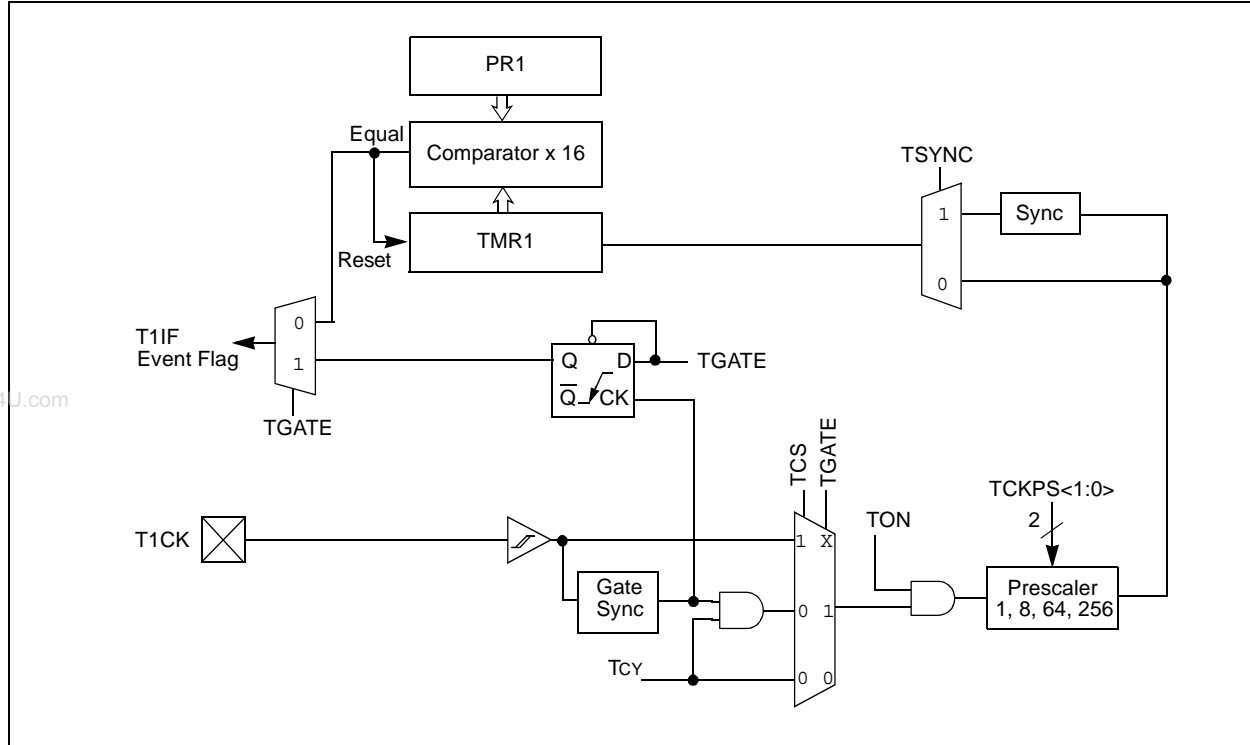 PR1
Equal
Comparator x 16
TSYNC
1
Sync
TMR1
Reset
0
T1IF
Event Flag
0
1
Q
D
TGATE
Q
CK
4U.com
TGATE
TCS
TGATE
TCKPS<1:0>
2
TON
T1CK
1 X
Gate
Sync
0 1
Prescaler
1, 8, 64, 256
TCY
0 0